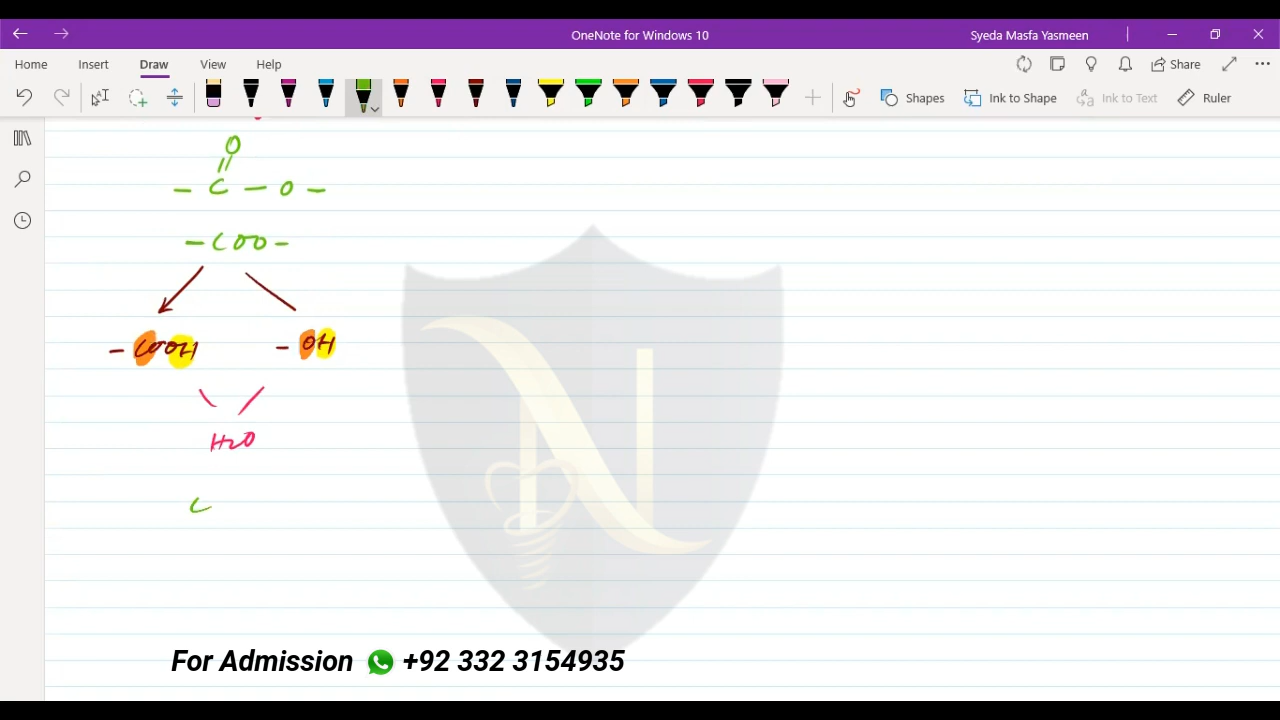 OneNote for Windows 10
Syeda Masfa Yasmeen
Home Insert Draw View Help
Share
Shapes Ink to Shape Ink to Text Ruler
O
- C - O -
- COO -
- COOH - OH
H2O
C
N
For Admission +92 332 3154935